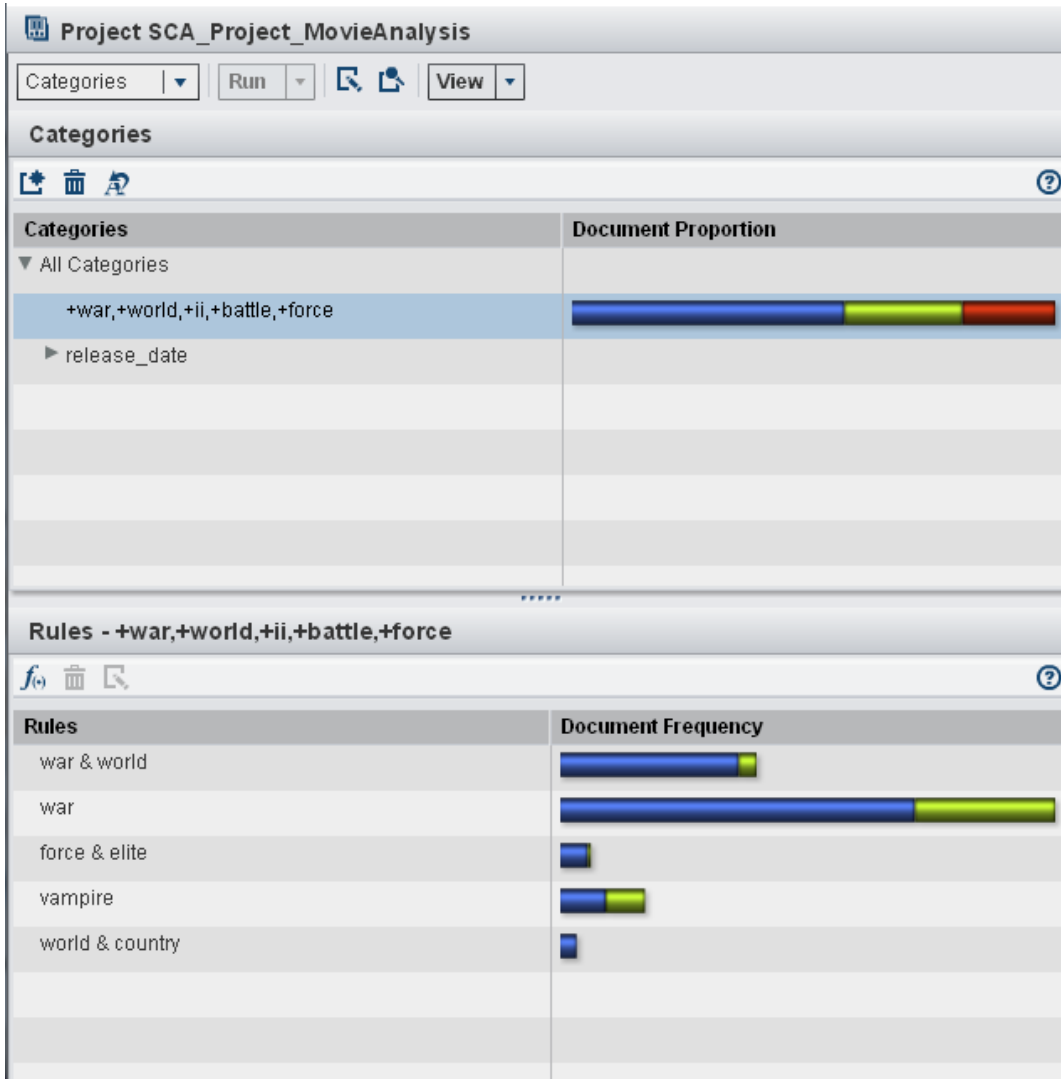 Project SCA_Project_MovieAnalysis
Categories Run View
Categories
Categories Document Proportion
All Categories
+war,+world,+ii,+battle,+force
release_date
Rules - +war,+world,+ii,+battle,+force
Rules Document Frequency
war & world
war
force & elite
vampire
world & country